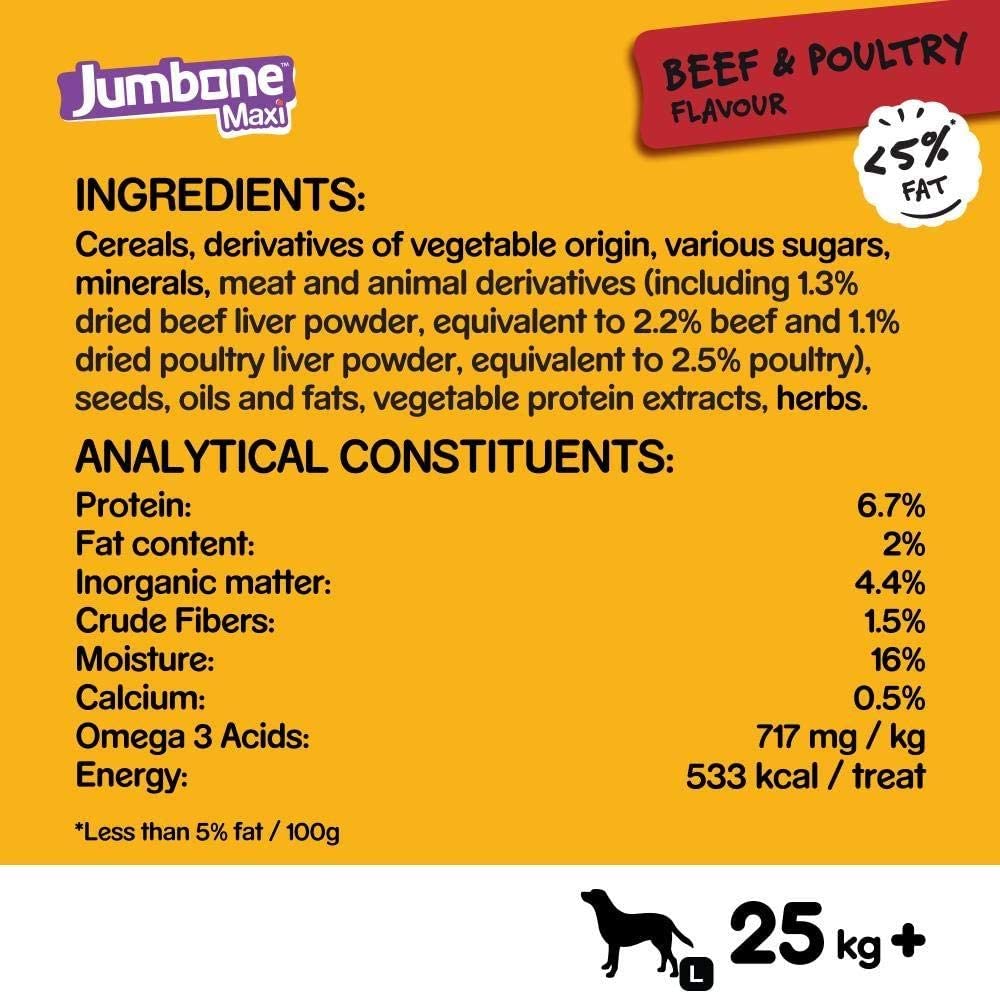 Jumbone™
Maxi
BEEF & POULTRY
FLAVOUR
<5%*
FAT
INGREDIENTS:
Cereals, derivatives of vegetable origin, various sugars,
minerals, meat and animal derivatives (including 1.3%
dried beef liver powder, equivalent to 2.2% beef and 1.1%
dried poultry liver powder, equivalent to 2.5% poultry),
seeds, oils and fats, vegetable protein extracts, herbs.
ANALYTICAL CONSTITUENTS:
Protein: 6.7%
Fat content: 2%
Inorganic matter: 4.4%
Crude Fibers: 1.5%
Moisture: 16%
Calcium: 0.5%
Omega 3 Acids: 717 mg / kg
Energy: 533 kcal / treat
*Less than 5% fat / 100g
L 25 kg +